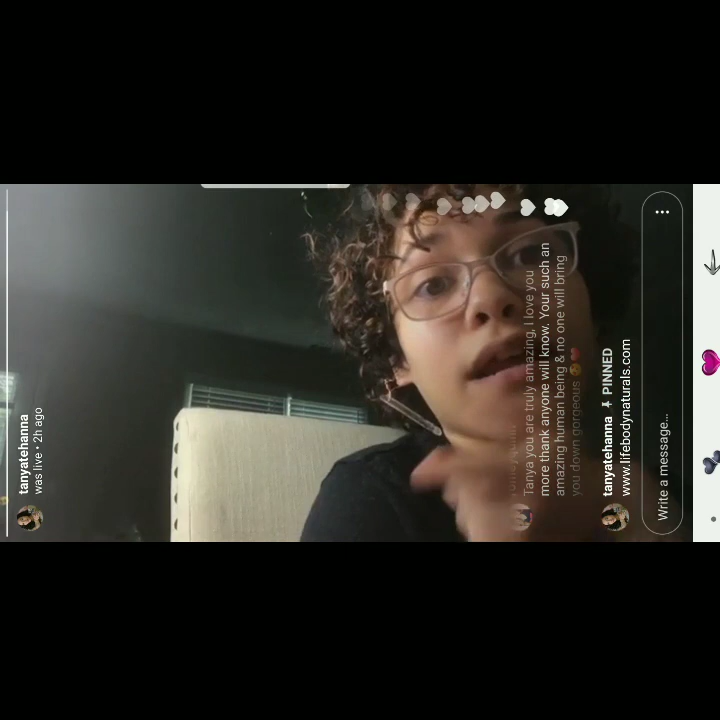 tanyatehanna
was live • 2h ago
Tanya you are truly amazing, I love you
more thank anyone will know. Your such an
amazing human being & no one will bring
you down gorgeous 😘❤️
tanyatehanna 📌 PINNED
www.lifebodynaturals.com
Write a message...